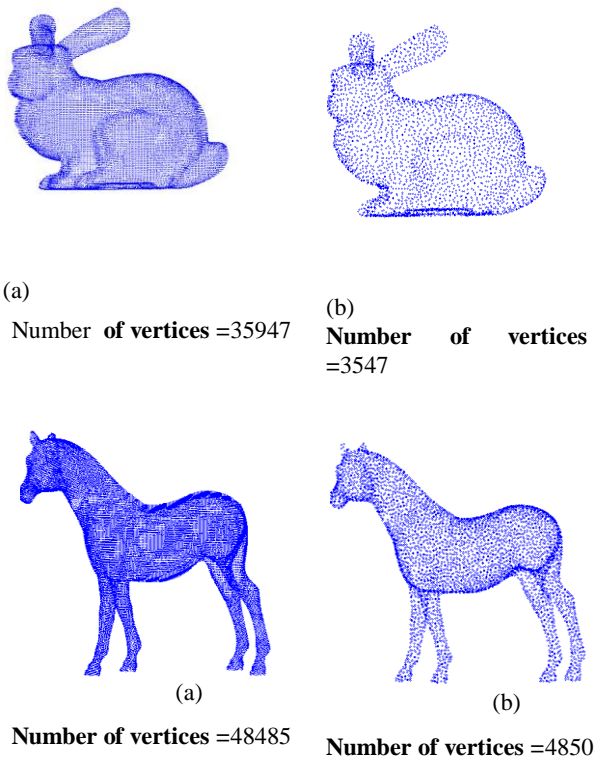 (a)
Number of vertices =35947
(b)
Number of vertices
=3547
(a)
Number of vertices =48485
(b)
Number of vertices =4850